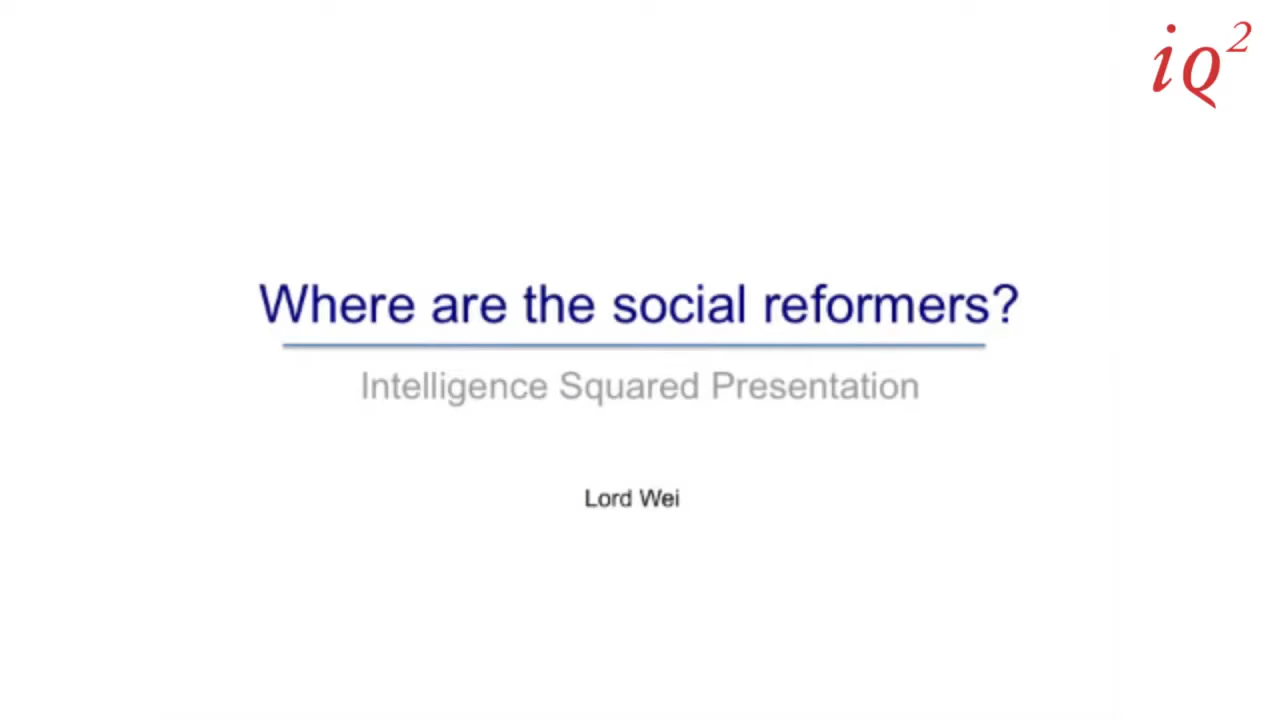 iq²
Where are the social reformers?
Intelligence Squared Presentation
Lord Wei